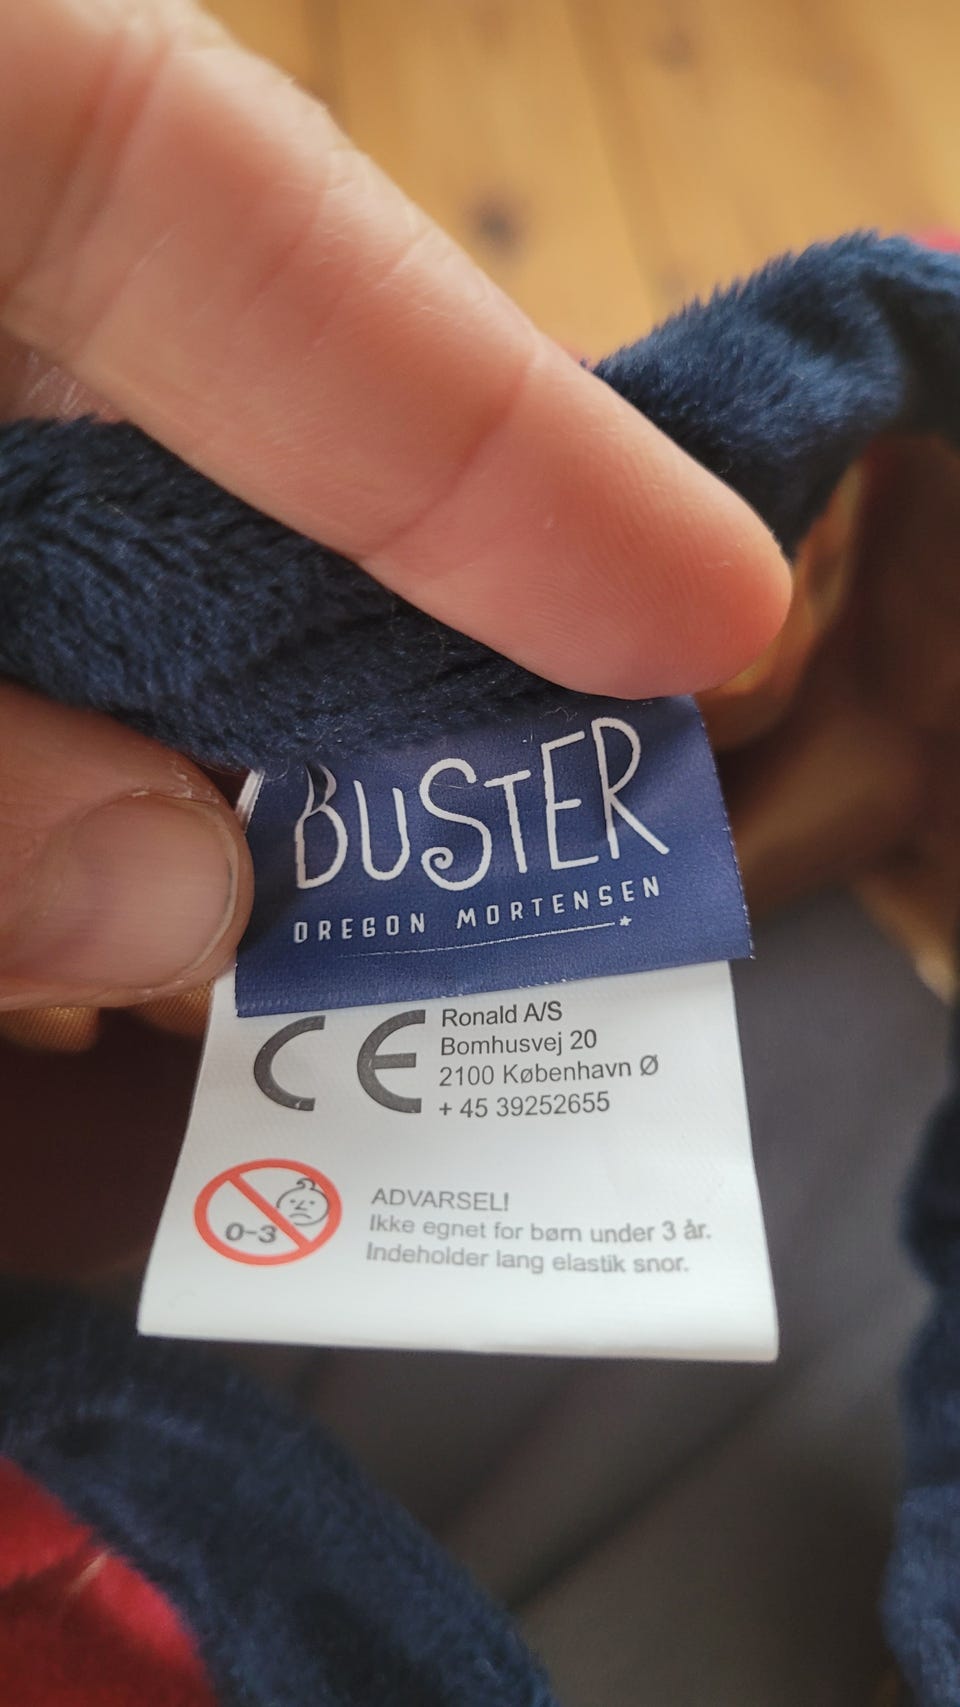 BUSTER
OREGON MORTENSEN
CE
Ronald A/S
Bomhusvej 20
2100 København Ø
+ 45 39252655
0-3
ADVARSEL!
Ikke egnet for børn under 3 år.
Indeholder lang elastik snor.